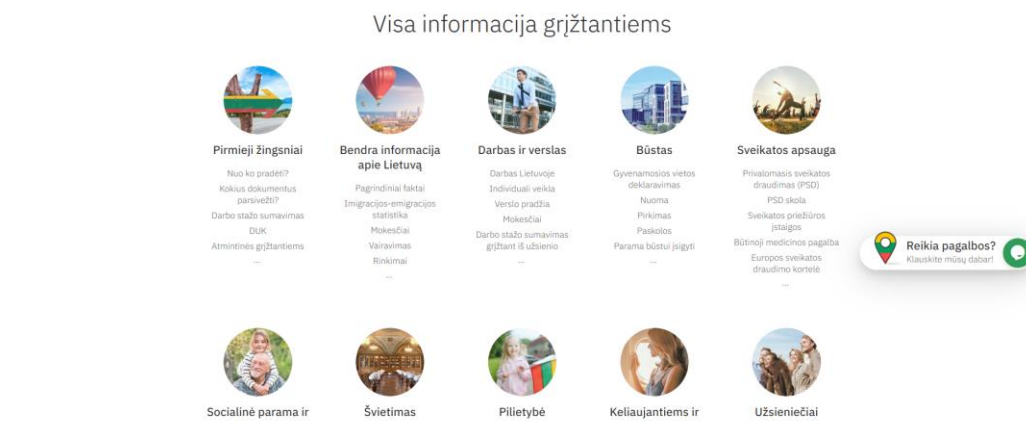 Visa informacija grįžtantiems
Pirmieji žingsniai
Nuo ko pradėti?
Kokius dokumentus
parsivežti?
Darbo stažo sumavimas
DUK
Atmintinės grįžtantiems
...
Bendra informacija
apie Lietuvą
Pagrindiniai faktai
Imigracijos-emigracijos
statistika
Mokesčiai
Vairavimas
Rinkimai
...
Darbas ir verslas
Darbas Lietuvoje
Individuali veikla
Verslo pradžia
Mokesčiai
Darbo stažo sumavimas
grįžtant iš užsienio
...
Būstas
Gyvenamosios vietos
deklaravimas
Nuoma
Pirkimas
Paskolos
Parama būstui įsigyti
...
Sveikatos apsauga
Privalomasis sveikatos
draudimas (PSD)
PSD skola
Sveikatos priežiūros
įstaigos
Būtinoji medicinos pagalba
Europos sveikatos
draudimo kortelė
...
Reikia pagalbos?
Klauskite mūsų dabar!
Socialinė parama ir
Švietimas
Pilietybė
Keliaujantiems ir
Užsieniečiai